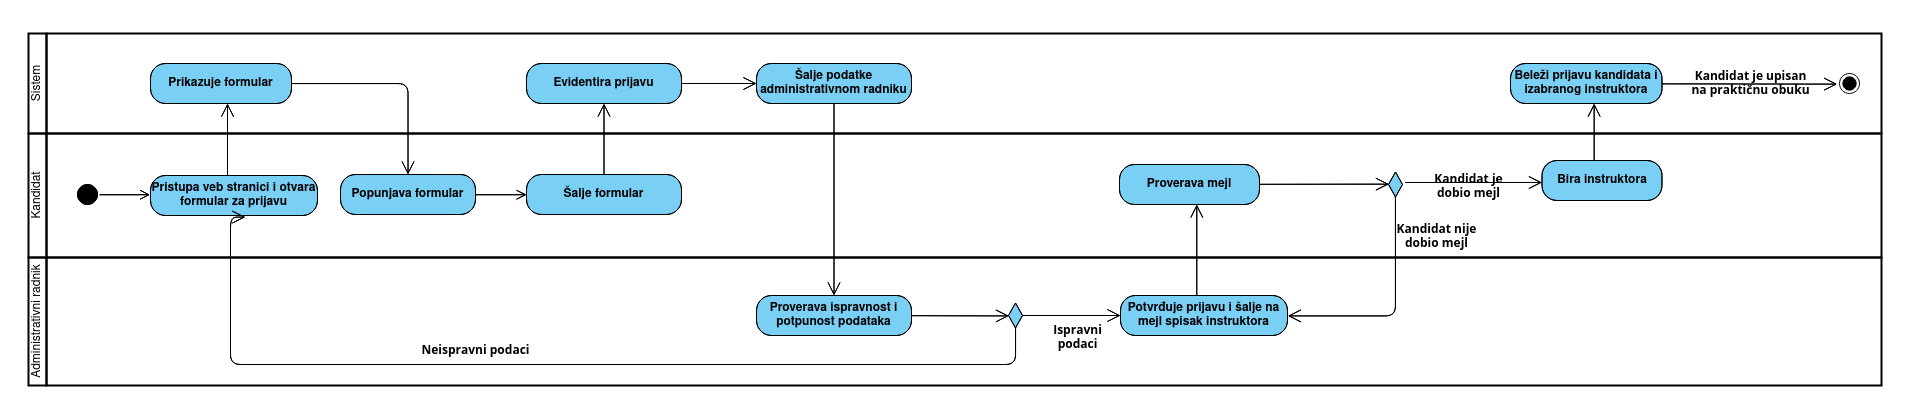 Sistem
Prikazuje formular
Evidentira prijavu
Šalje podatke
administrativnom radniku
Beleži prijavu kandidata i
izabranog instruktora
Kandidat je upisan
na praktičnu obuku
Kandidat
Pristupa veb stranici i otvara
formular za prijavu
Popunjava formular
Šalje formular
Proverava mejl
Kandidat je
dobio mejl
Bira instruktora
Kandidat nije
dobio mejl
Administrativni radnik
Proverava ispravnost i
potpunost podataka
Ispravni
podaci
Potvrđuje prijavu i šalje na
mejl spisak instruktora
Neispravni podaci